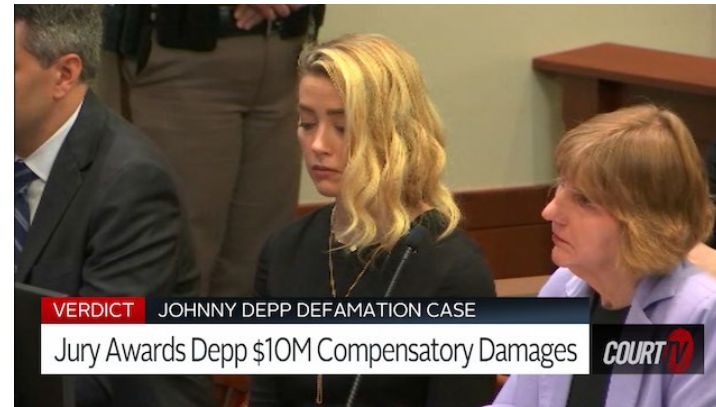 VERDICT JOHNNY DEPP DEFAMATION CASE
Jury Awards Depp $10M Compensatory Damages
COURT TV